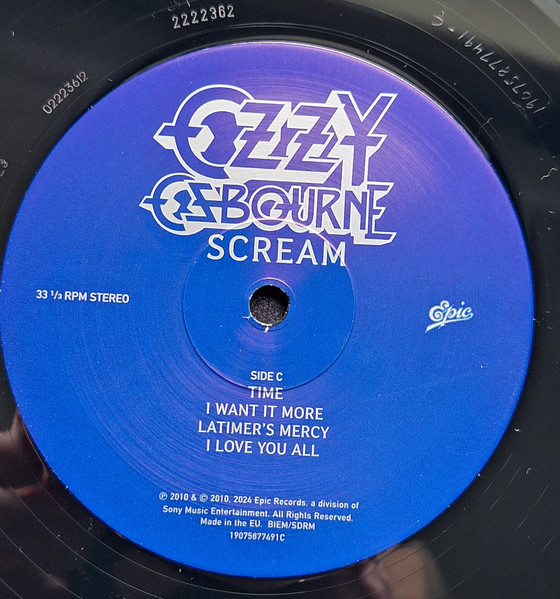 2222362
02223612
19075877491-C
OZZY
OSBOURNE
SCREAM
33 1/3 RPM STEREO
Epic
SIDE C
TIME
I WANT IT MORE
LATIMER'S MERCY
I LOVE YOU ALL
℗ 2010 & © 2010, 2024 Epic Records, a division of
Sony Music Entertainment. All Rights Reserved.
Made in the EU. BIEM/SDRM
19075877491C